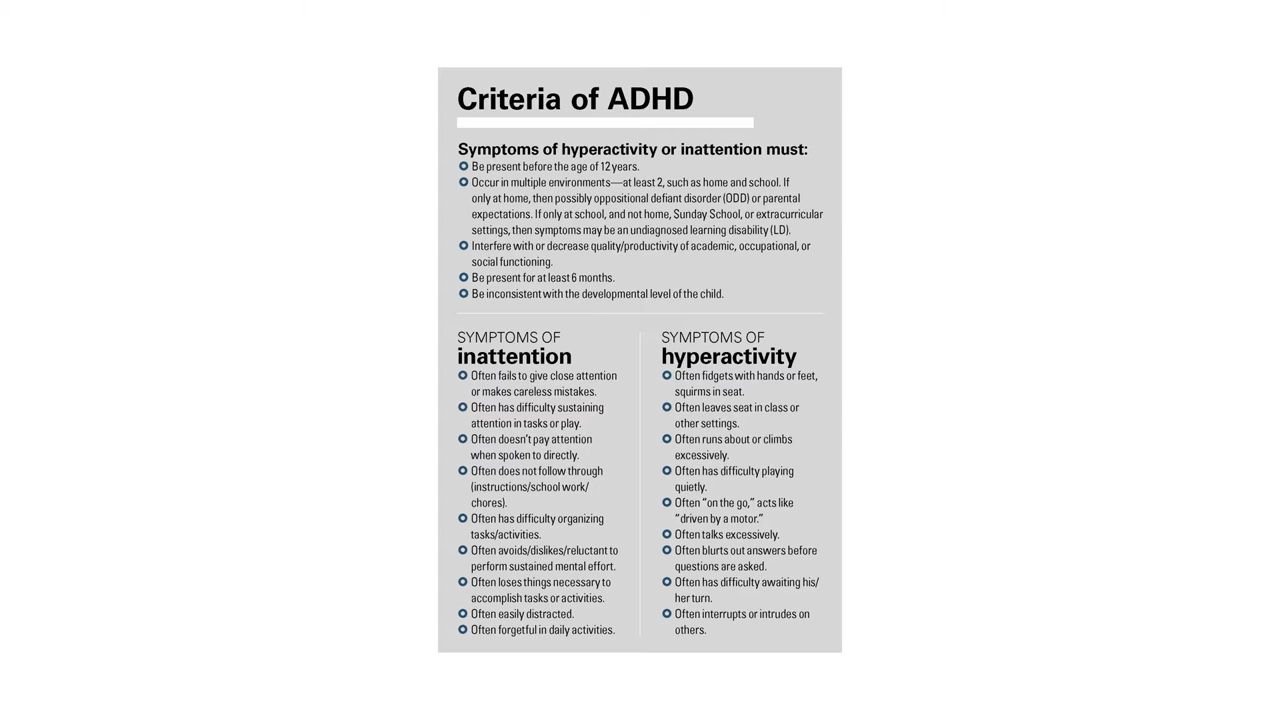 Criteria of ADHD
Symptoms of hyperactivity or inattention must:
Be present before the age of 12 years.
Occur in multiple environments—at least 2, such as home and school. If
only at home, then possibly oppositional defiant disorder (ODD) or parental
expectations. If only at school, and not home, Sunday School, or extracurricular
settings, then symptoms may be an undiagnosed learning disability (LD).
Interfere with or decrease quality/productivity of academic, occupational, or
social functioning.
Be present for at least 6 months.
Be inconsistent with the developmental level of the child.
SYMPTOMS OF
inattention
Often fails to give close attention
or makes careless mistakes.
Often has difficulty sustaining
attention in tasks or play.
Often doesn't pay attention
when spoken to directly.
Often does not follow through
(instructions/school work/
chores).
Often has difficulty organizing
tasks/activities.
Often avoids/dislikes/reluctant to
perform sustained mental effort.
Often loses things necessary to
accomplish tasks or activities.
Often easily distracted.
Often forgetful in daily activities.
SYMPTOMS OF
hyperactivity
Often fidgets with hands or feet,
squirms in seat.
Often leaves seat in class or
other settings.
Often runs about or climbs
excessively.
Often has difficulty playing
quietly.
Often “on the go,” acts like
“driven by a motor.”
Often talks excessively.
Often blurts out answers before
questions are asked.
Often has difficulty awaiting his/
her turn.
Often interrupts or intrudes on
others.